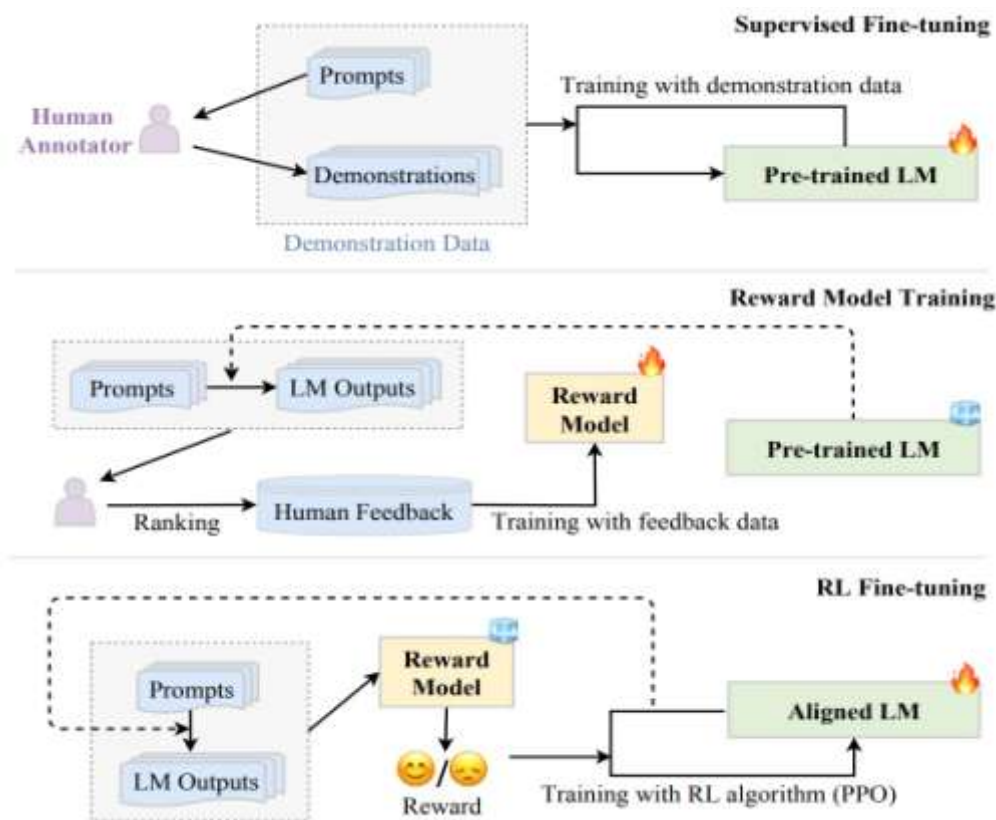 Supervised Fine-tuning
Prompts
Training with demonstration data
Human
Annotator
Demonstrations
Pre-trained LM
Demonstration Data
Reward Model Training
Prompts
LM Outputs
Reward
Model
Pre-trained LM
Ranking
Human Feedback
Training with feedback data
RL Fine-tuning
Prompts
Reward
Model
Aligned LM
LM Outputs
/
Reward
Training with RL algorithm (PPO)